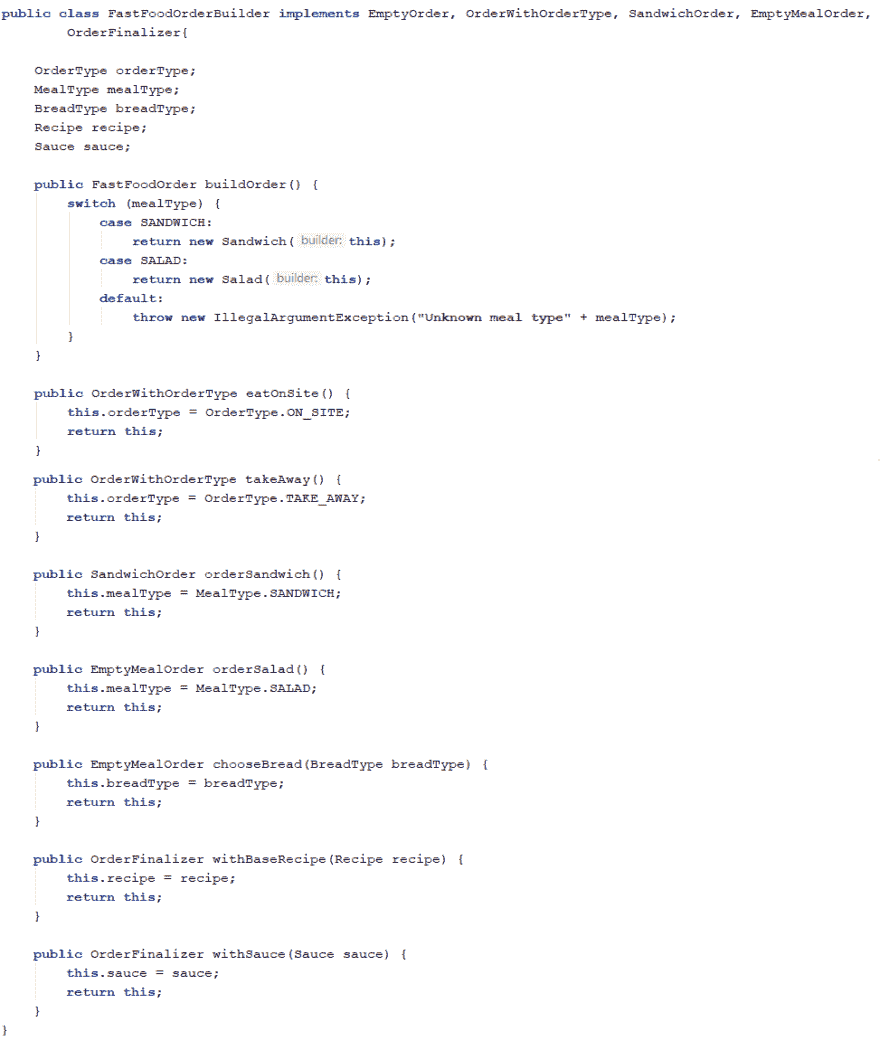 public class FastFoodOrderBuilder implements EmptyOrder, OrderWithOrderType, SandwichOrder, EmptyMealOrder,
        OrderFinalizer{

    OrderType orderType;
    MealType mealType;
    BreadType breadType;
    Recipe recipe;
    Sauce sauce;

    public FastFoodOrder buildOrder() {
        switch (mealType) {
            case SANDWICH:
                return new Sandwich( builder: this);
            case SALAD:
                return new Salad( builder: this);
            default:
                throw new IllegalArgumentException("Unknown meal type" + mealType);
        }
    }

    public OrderWithOrderType eatOnSite() {
        this.orderType = OrderType.ON_SITE;
        return this;
    }
    public OrderWithOrderType takeAway() {
        this.orderType = OrderType.TAKE_AWAY;
        return this;
    }

    public SandwichOrder orderSandwich() {
        this.mealType = MealType.SANDWICH;
        return this;
    }

    public EmptyMealOrder orderSalad() {
        this.mealType = MealType.SALAD;
        return this;
    }

    public EmptyMealOrder chooseBread(BreadType breadType) {
        this.breadType = breadType;
        return this;
    }

    public OrderFinalizer withBaseRecipe(Recipe recipe) {
        this.recipe = recipe;
        return this;
    }

    public OrderFinalizer withSauce(Sauce sauce) {
        this.sauce = sauce;
        return this;
    }
}